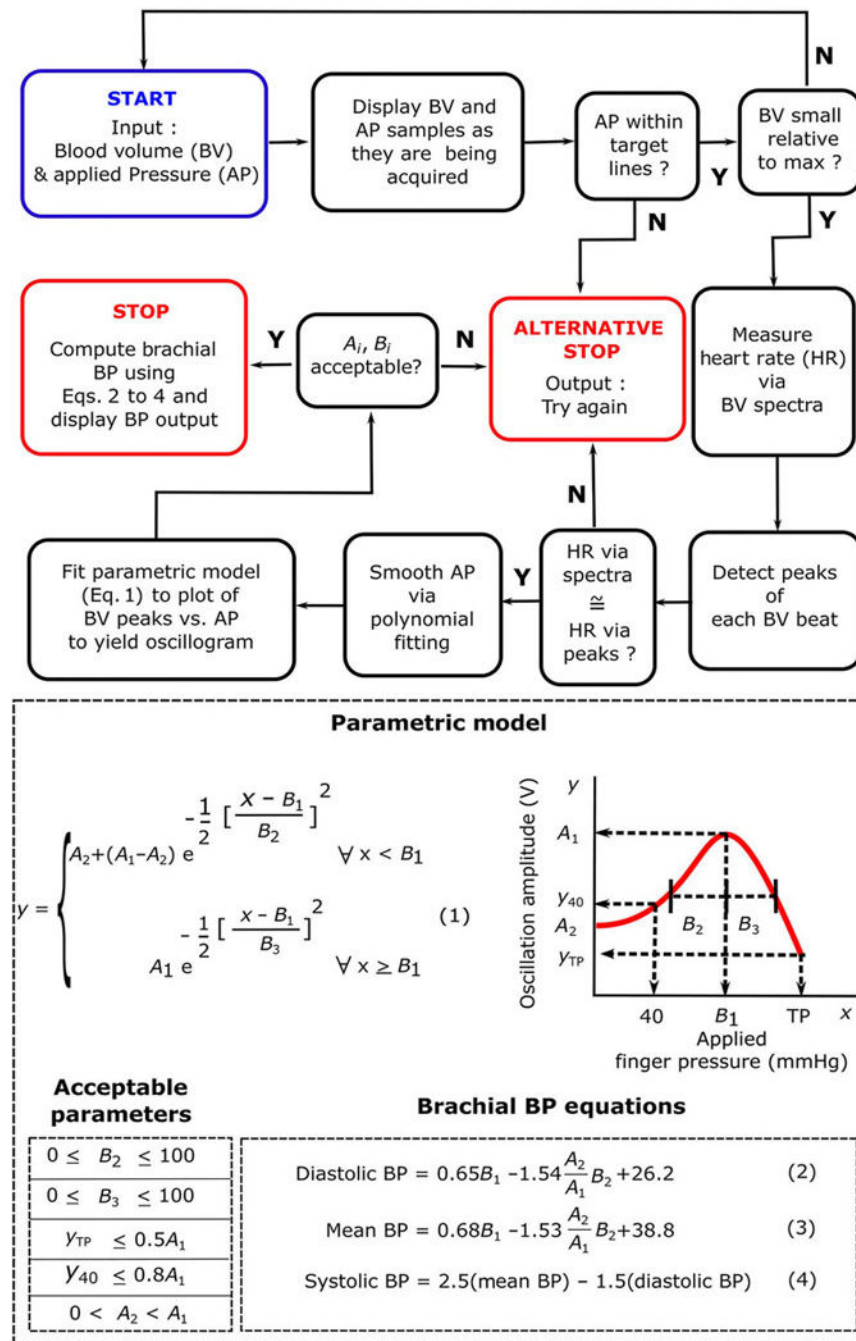 START
Input :
Blood volume (BV)
& applied Pressure (AP)
Display BV and
AP samples as
they are being
acquired
AP within
target
lines ?
Y
N
BV small
relative
to max ?
N
Y
STOP
Compute brachial
BP using
Eqs. 2 to 4 and
display BP output
Y
A_i, B_i
acceptable?
N
ALTERNATIVE
STOP
Output :
Try again
Measure
heart rate (HR)
via
BV spectra
N
Fit parametric model
(Eq. 1) to plot of
BV peaks vs. AP
to yield oscillogram
Smooth AP
via
polynomial
fitting
Y
HR via
spectra
≅
HR via
peaks ?
Detect peaks
of
each BV beat
Parametric model
y = { A₂+(A₁–A₂) e^(-1/2 [(x – B₁)/B₂]²) ∀ x < B₁
A₁ e^(-1/2 [(x – B₁)/B₃]²) ∀ x ≥ B₁
(1)
Oscillation amplitude (V)
y
A₁
y₄₀
A₂
y_TP
B₂
B₃
40
B₁
TP
x
Applied
finger pressure (mmHg)
Acceptable
parameters
0 ≤ B₂ ≤ 100
0 ≤ B₃ ≤ 100
y_TP ≤ 0.5A₁
y₄₀ ≤ 0.8A₁
0 < A₂ < A₁
Brachial BP equations
Diastolic BP = 0.65B₁ –1.54 A₂/A₁ B₂+26.2 (2)
Mean BP = 0.68B₁ –1.53 A₂/A₁ B₂+38.8 (3)
Systolic BP = 2.5(mean BP) – 1.5(diastolic BP) (4)